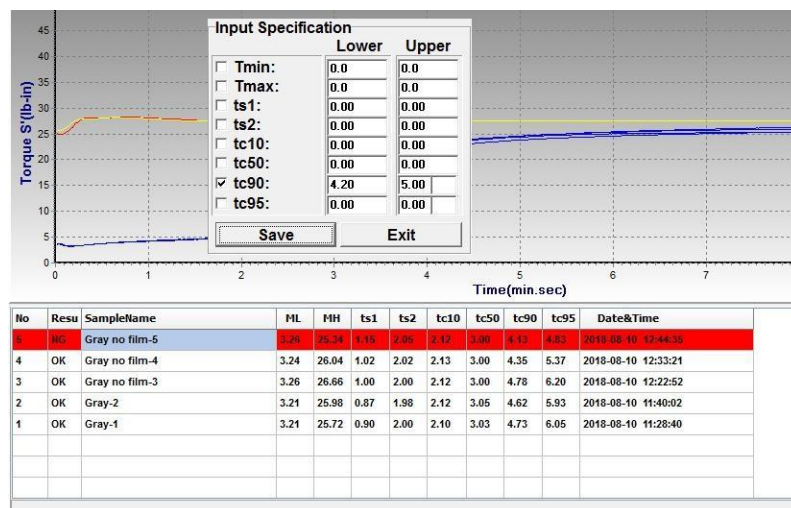 Input Specification
Lower Upper
Tmin: 0.0 0.0
Tmax: 0.0 0.0
ts1: 0.00 0.00
ts2: 0.00 0.00
tc10: 0.00 0.00
tc50: 0.00 0.00
tc90: 4.20 5.00
tc95: 0.00 0.00
Save Exit
Torque S'(lb-in)
45
40
35
30
25
20
15
10
5
0
0 1 2 3 4 5 6 7
Time(min.sec)
No Resu SampleName ML MH ts1 ts2 tc10 tc50 tc90 tc95 Date&Time
5 NG Gray no film-5 3.26 25.34 1.15 2.05 2.12 3.00 4.13 4.83 2018-08-10 12:44:35
4 OK Gray no film-4 3.24 26.04 1.02 2.02 2.13 3.00 4.35 5.37 2018-08-10 12:33:21
3 OK Gray no film-3 3.26 26.66 1.00 2.00 2.12 3.00 4.78 6.20 2018-08-10 12:22:52
2 OK Gray-2 3.21 25.98 0.87 1.98 2.12 3.05 4.62 5.93 2018-08-10 11:40:02
1 OK Gray-1 3.21 25.72 0.90 2.00 2.10 3.03 4.73 6.05 2018-08-10 11:28:40